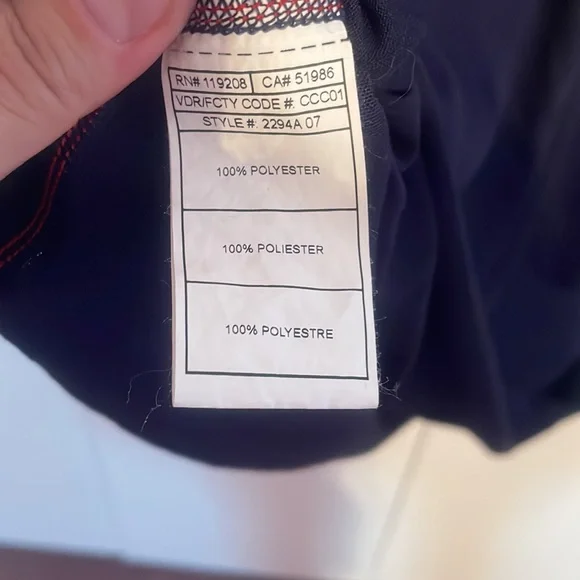 RN# 119208 CA# 51986
VDR/FCTY CODE #: CCC01
STYLE #: 2294A 07
100% POLYESTER
100% POLIESTER
100% POLYESTRE